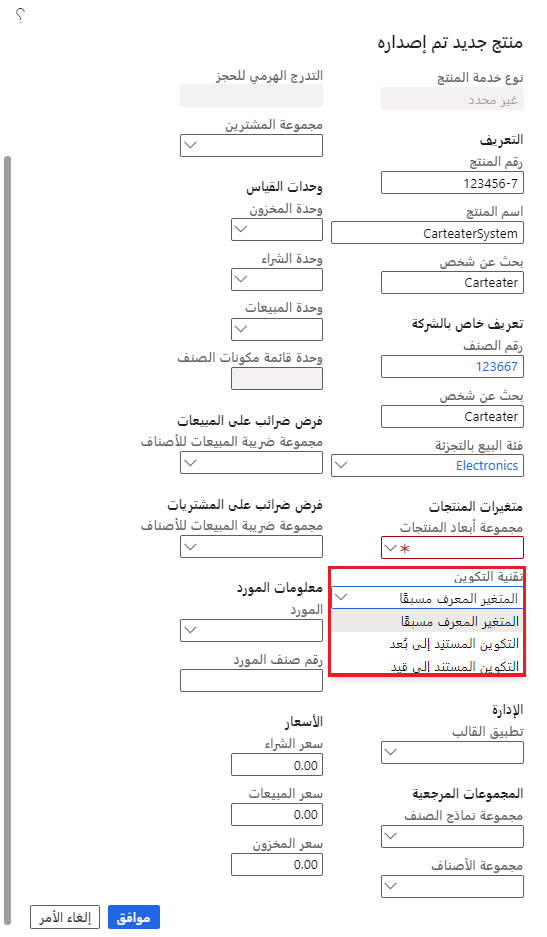 ؟
منتج جديد تم إصداره
نوع خدمة المنتج
غير محدد
التعريف
رقم المنتج
123456-7
اسم المنتج
CarteaterSystem
بحث عن شخص
Carteater
تعريف خاص بالشركة
رقم الصنف
123667
بحث عن شخص
Carteater
فئة البيع بالتجزئة
Electronics
متغيرات المنتجات
مجموعة أبعاد المنتجات
*
تقنية التكوين
المتغير المعرف مسبقًا
المتغير المعرف مسبقًا
التكوين المستنِد إلى بُعد
التكوين المستند إلى قيد
الإدارة
تطبيق القالب
المجموعات المرجعية
مجموعة نماذج الصنف
مجموعة الأصناف
التدرج الهرمي للحجز
مجموعة المشترين
وحدات القياس
وحدة المخزون
وحدة الشراء
وحدة المبيعات
وحدة قائمة مكونات الصنف
فرض ضرائب على المبيعات
مجموعة ضريبة المبيعات للأصناف
فرض ضرائب على المشتريات
مجموعة ضريبة المبيعات للأصناف
معلومات المورد
المورد
رقم صنف المورد
الأسعار
سعر الشراء
0.00
سعر المبيعات
0.00
سعر المخزون
0.00
موافق
إلغاء الأمر